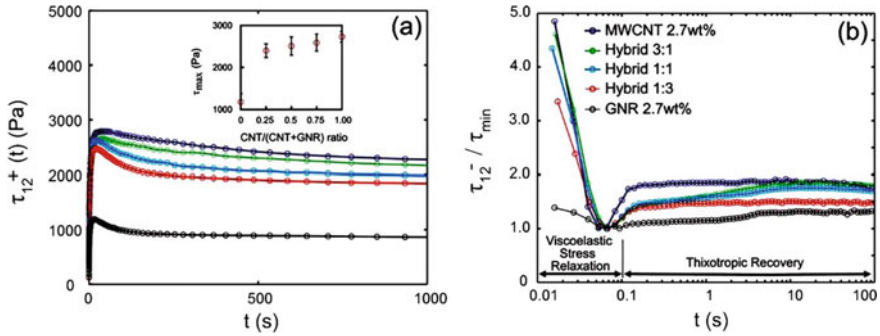 (a)
τ12+ (t) (Pa)
6000
5000
4000
3000
2000
1000
0
0
500
1000
t (s)
τmax (Pa)
3000
2000
1000
0
0.25
0.50
0.75
1.00
CNT/(CNT+GNR) ratio
(b)
τ12- / τmin
5.0
4.0
3.0
2.0
1.0
0
MWCNT 2.7wt%
Hybrid 3:1
Hybrid 1:1
Hybrid 1:3
GNR 2.7wt%
Viscoelastic
Stress
Relaxation
Thixotropic Recovery
0.01
0.1
1
10
100
t (s)